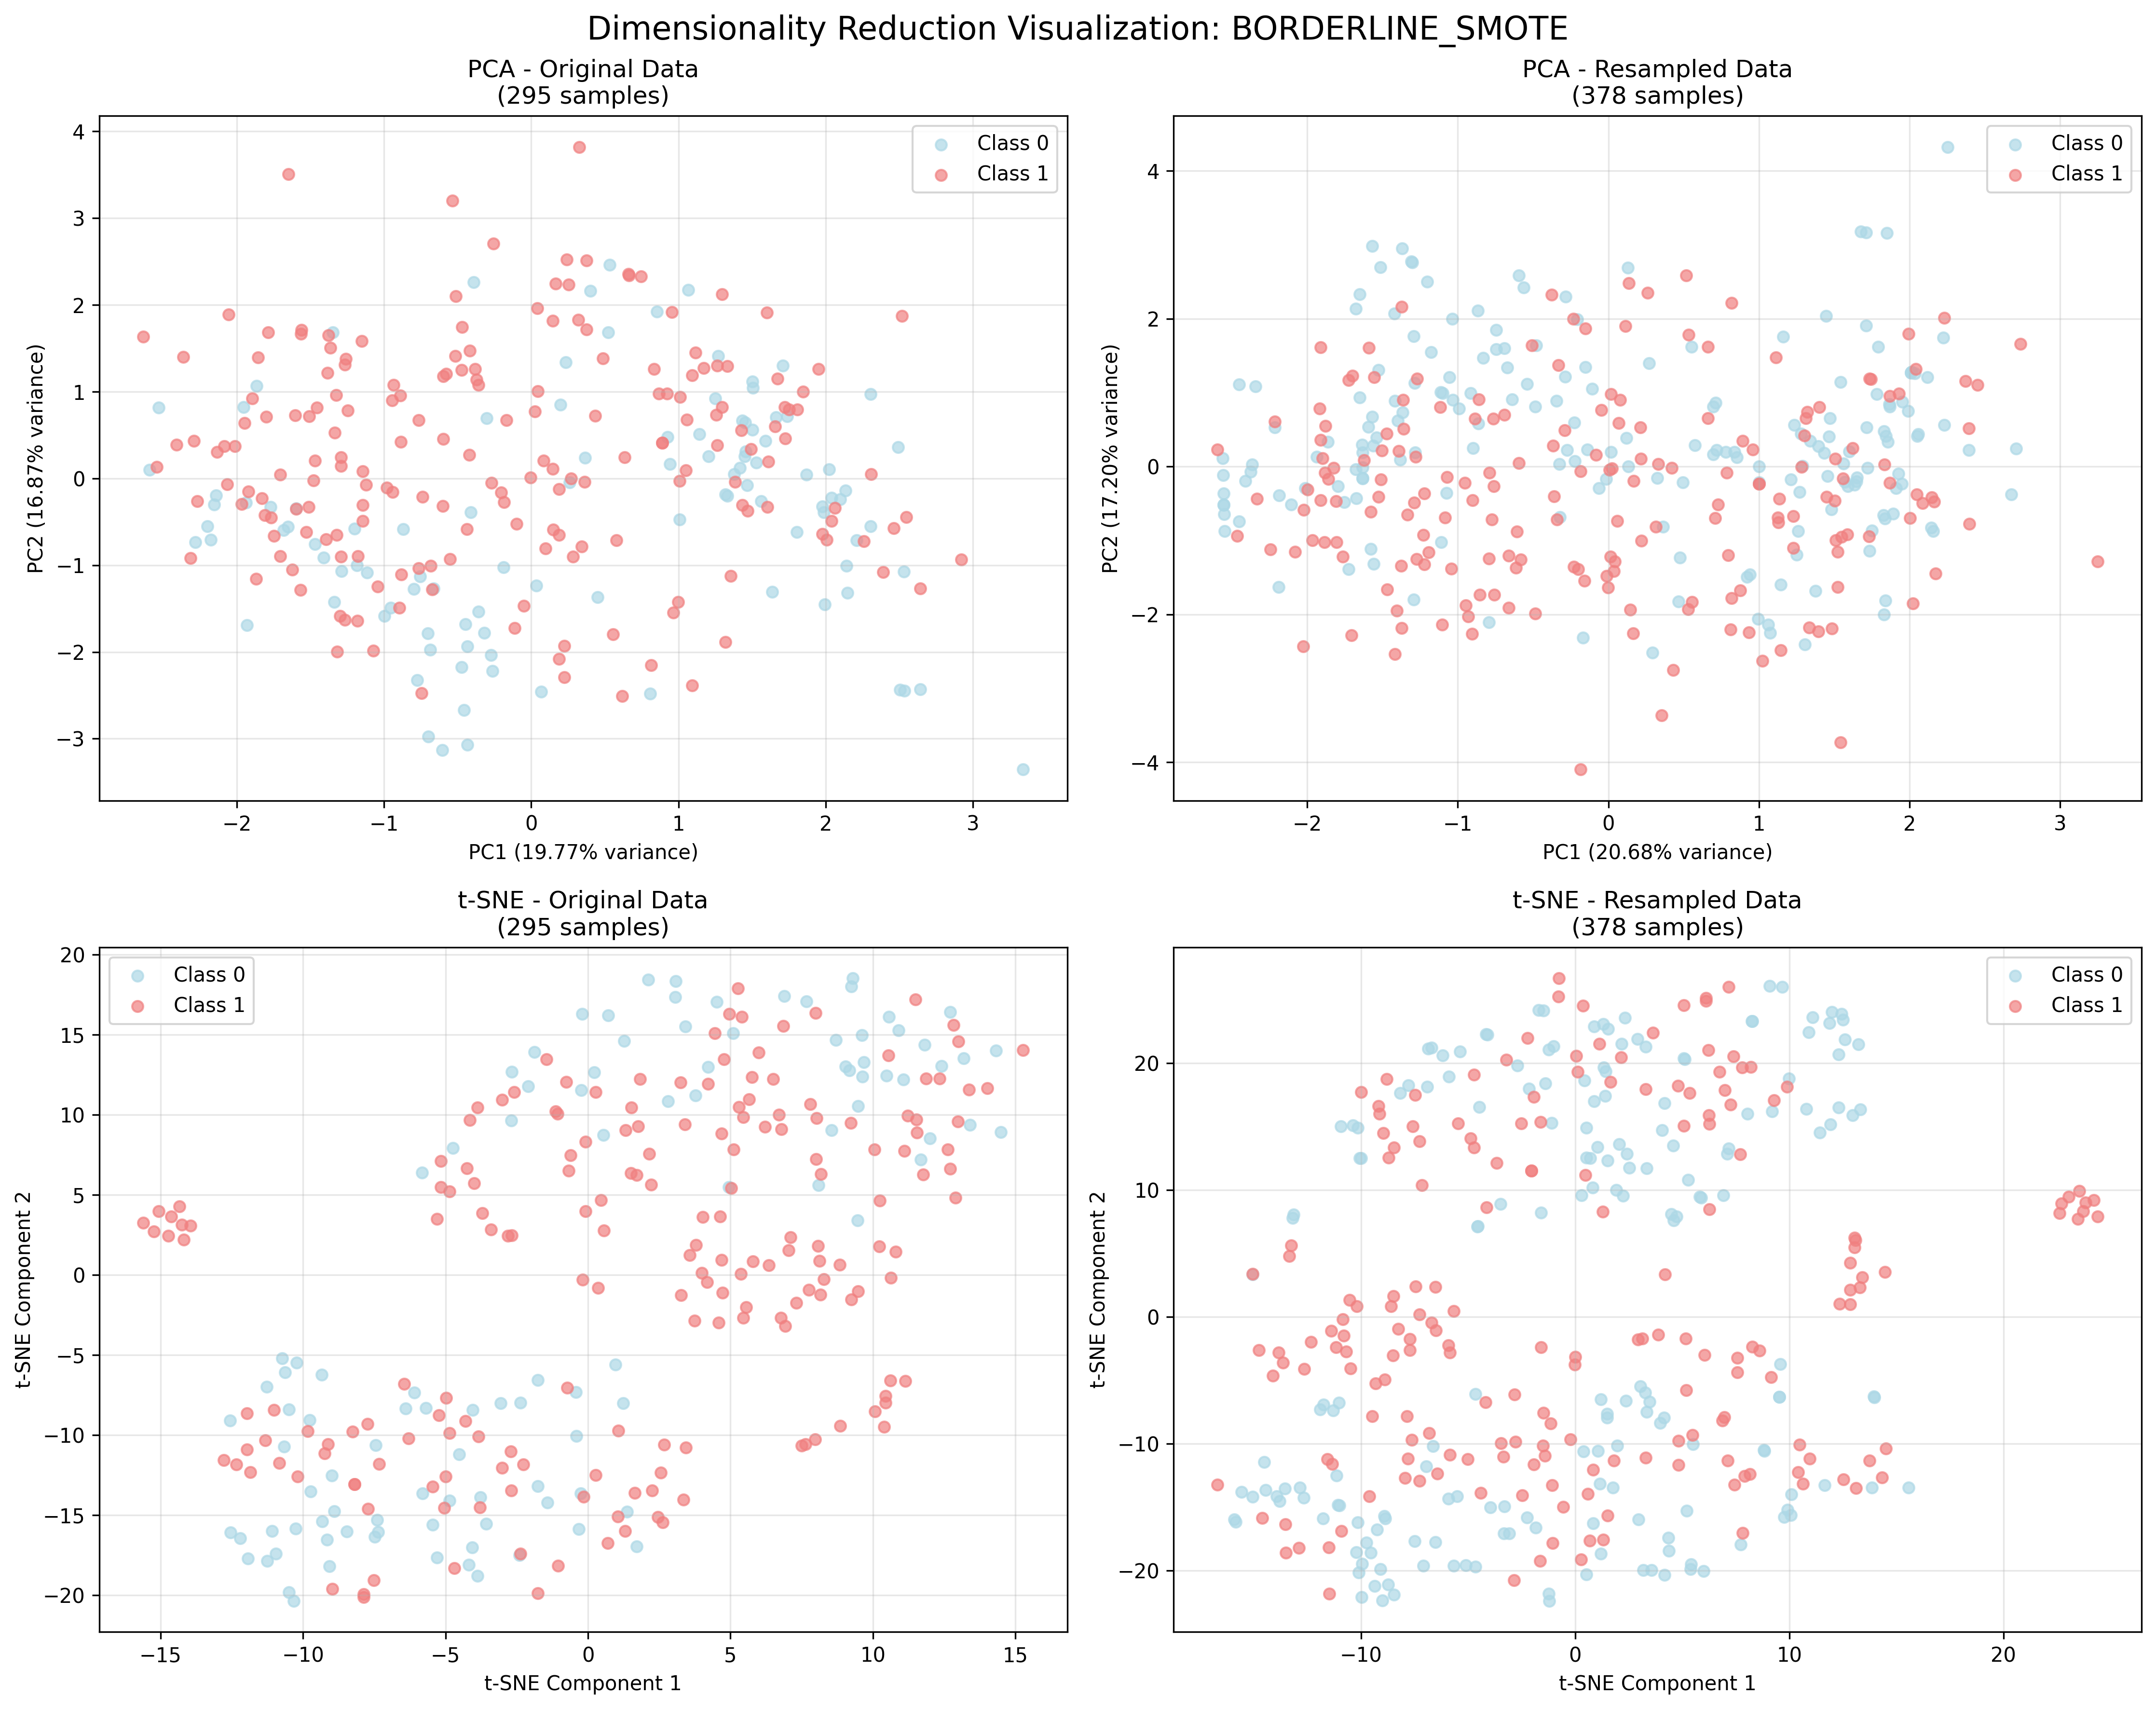 Dimensionality Reduction Visualization: BORDERLINE_SMOTE
PCA - Original Data
(295 samples)
Class 0
Class 1
4
3
2
1
0
−1
−2
−3
PC2 (16.87% variance)
−2
−1
0
1
2
3
PC1 (19.77% variance)
PCA - Resampled Data
(378 samples)
Class 0
Class 1
4
2
0
−2
−4
PC2 (17.20% variance)
−2
−1
0
1
2
3
PC1 (20.68% variance)
t-SNE - Original Data
(295 samples)
Class 0
Class 1
20
15
10
5
0
−5
−10
−15
−20
t-SNE Component 2
−15
−10
−5
0
5
10
15
t-SNE Component 1
t-SNE - Resampled Data
(378 samples)
Class 0
Class 1
20
10
0
−10
−20
t-SNE Component 2
−10
0
10
20
t-SNE Component 1